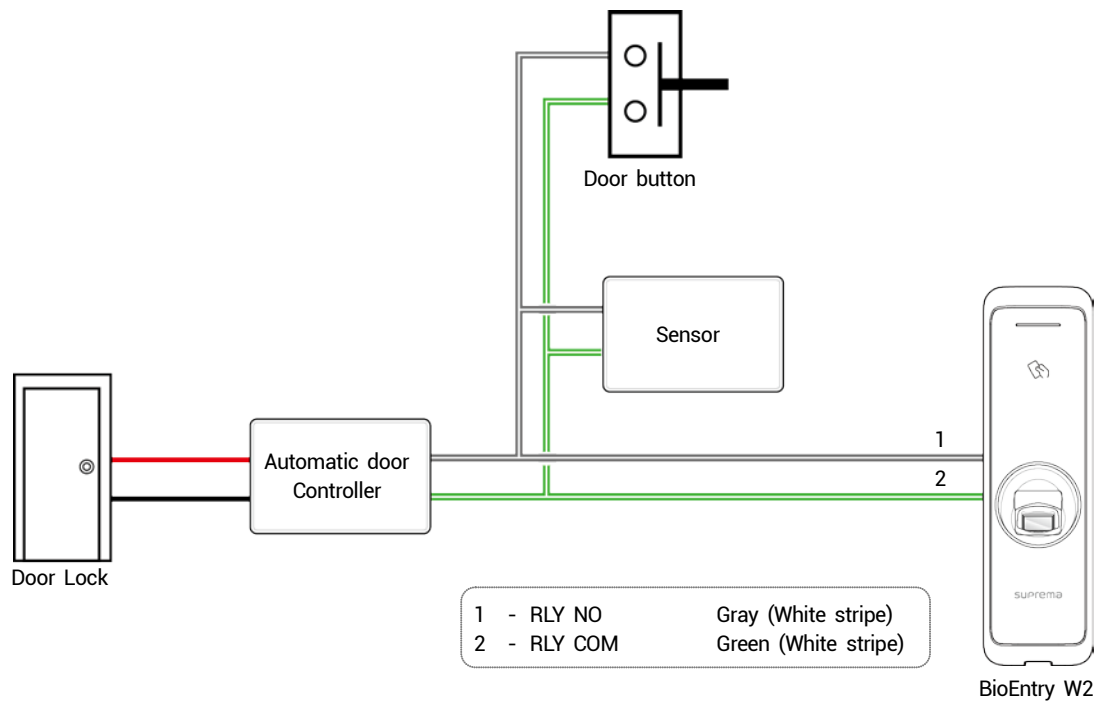 Door button
Sensor
1
Automatic door
Controller
2
Door Lock
1 - RLY NO Gray (White stripe)
2 - RLY COM Green (White stripe)
suprema
BioEntry W2